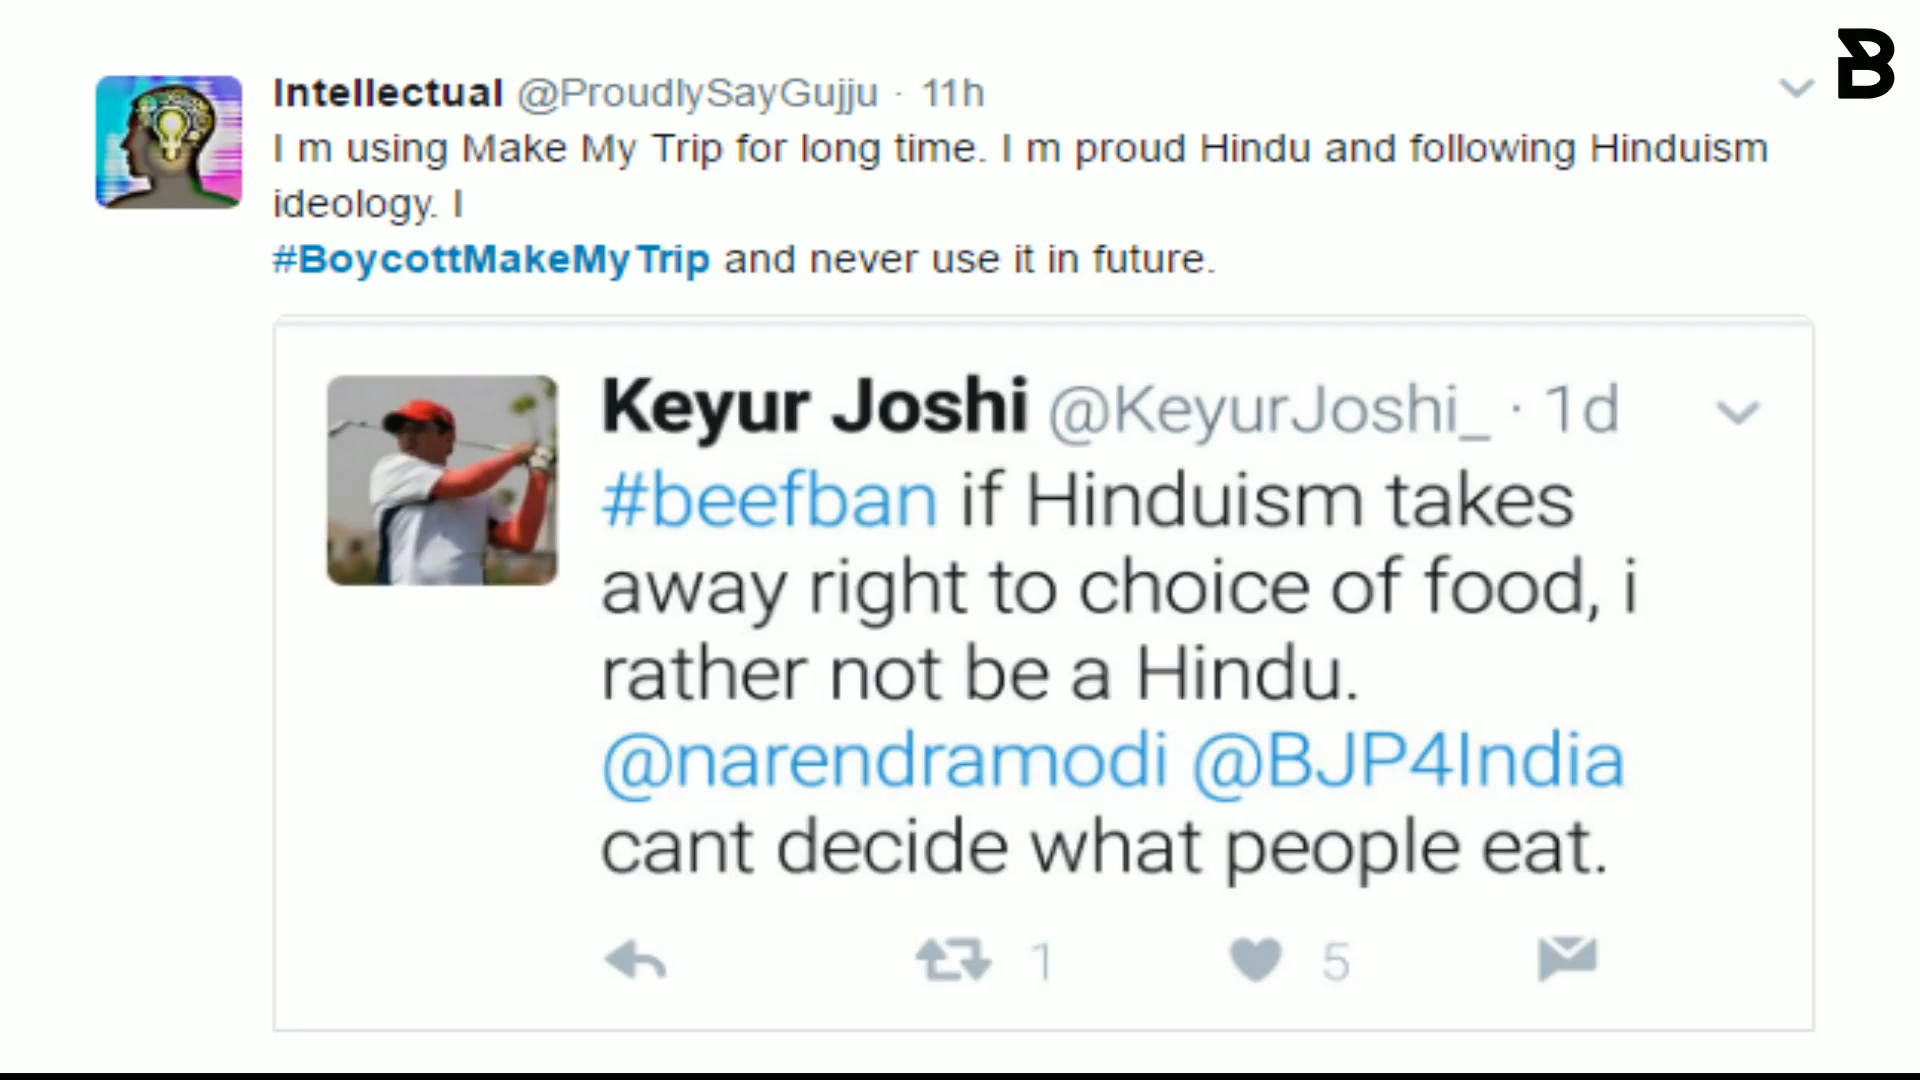 B
Intellectual @ProudlySayGujju · 11h
I m using Make My Trip for long time. I m proud Hindu and following Hinduism
ideology. I
#BoycottMakeMyTrip and never use it in future.
Keyur Joshi @KeyurJoshi_ · 1d
#beefban if Hinduism takes
away right to choice of food, i
rather not be a Hindu.
@narendramodi @BJP4India
cant decide what people eat.
1 5